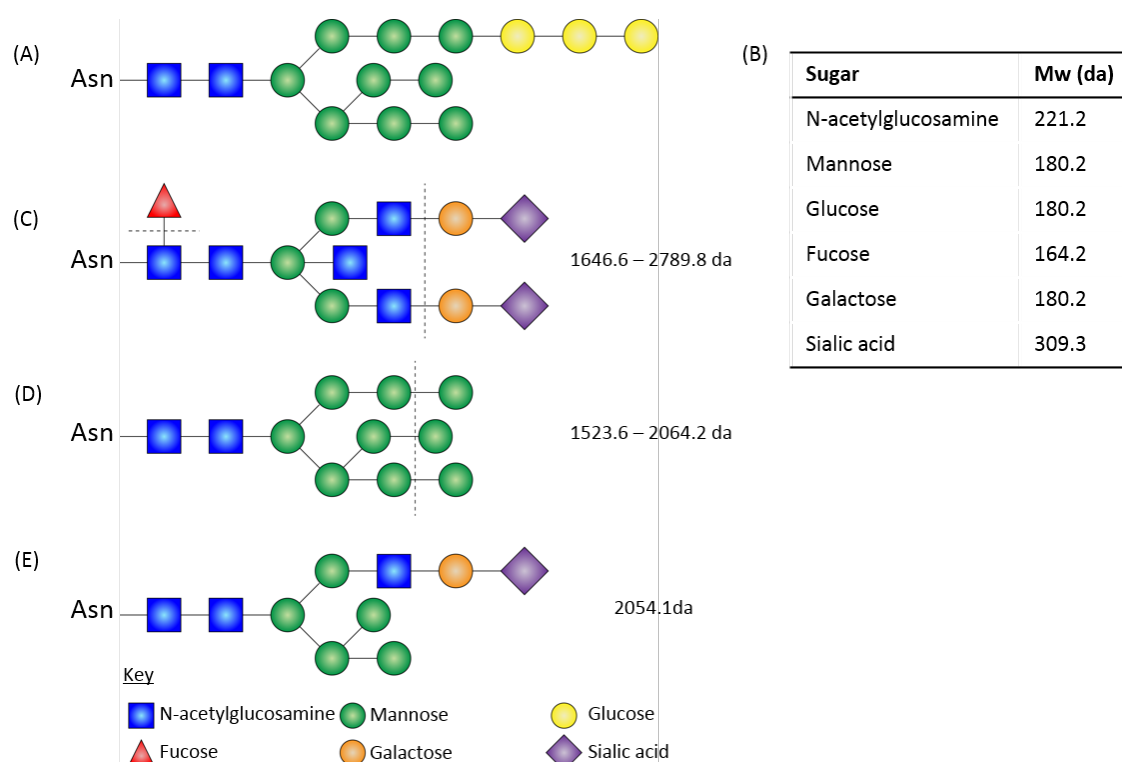 (A)
Asn
(B)
Sugar Mw (da)
N-acetylglucosamine 221.2
Mannose 180.2
Glucose 180.2
Fucose 164.2
Galactose 180.2
Sialic acid 309.3
(C)
Asn
1646.6 – 2789.8 da
(D)
Asn
1523.6 – 2064.2 da
(E)
Asn
2054.1da
Key
N-acetylglucosamine Mannose Glucose
Fucose Galactose Sialic acid